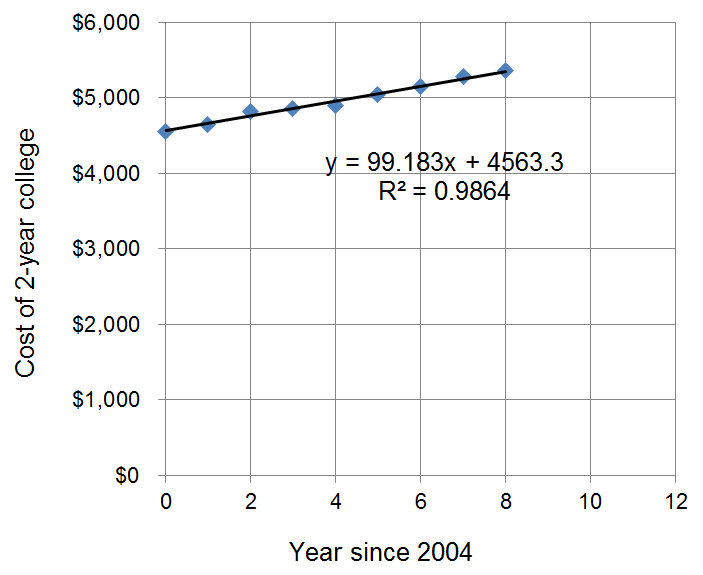 $6,000
$5,000
$4,000
$3,000
$2,000
$1,000
$0
Cost of 2-year college
y = 99.183x + 4563.3
R² = 0.9864
0 2 4 6 8 10 12
Year since 2004